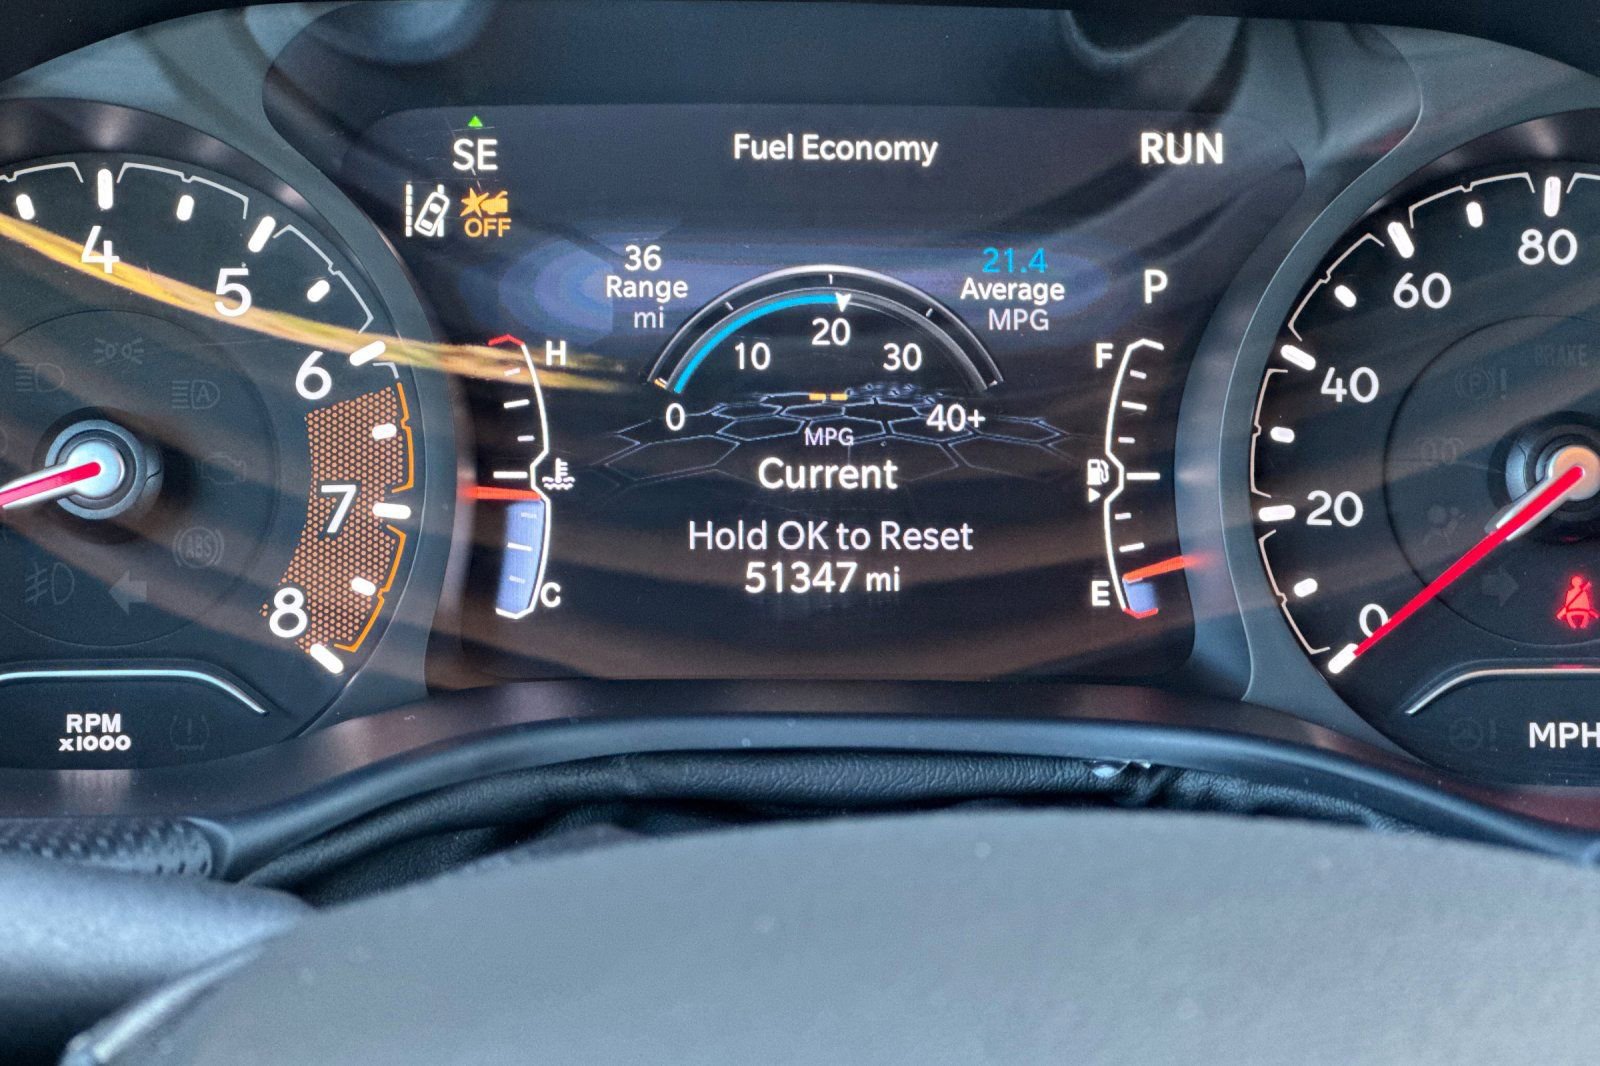 SE
Fuel Economy
RUN
OFF
36
Range
mi
21.4
Average
MPG
P
4
5
6
7
8
RPM
x1000
H
C
0
10
20
30
40+
MPG
Current
Hold OK to Reset
51347 mi
F
E
80
60
40
20
0
MPH
ABS
BRAKE
A